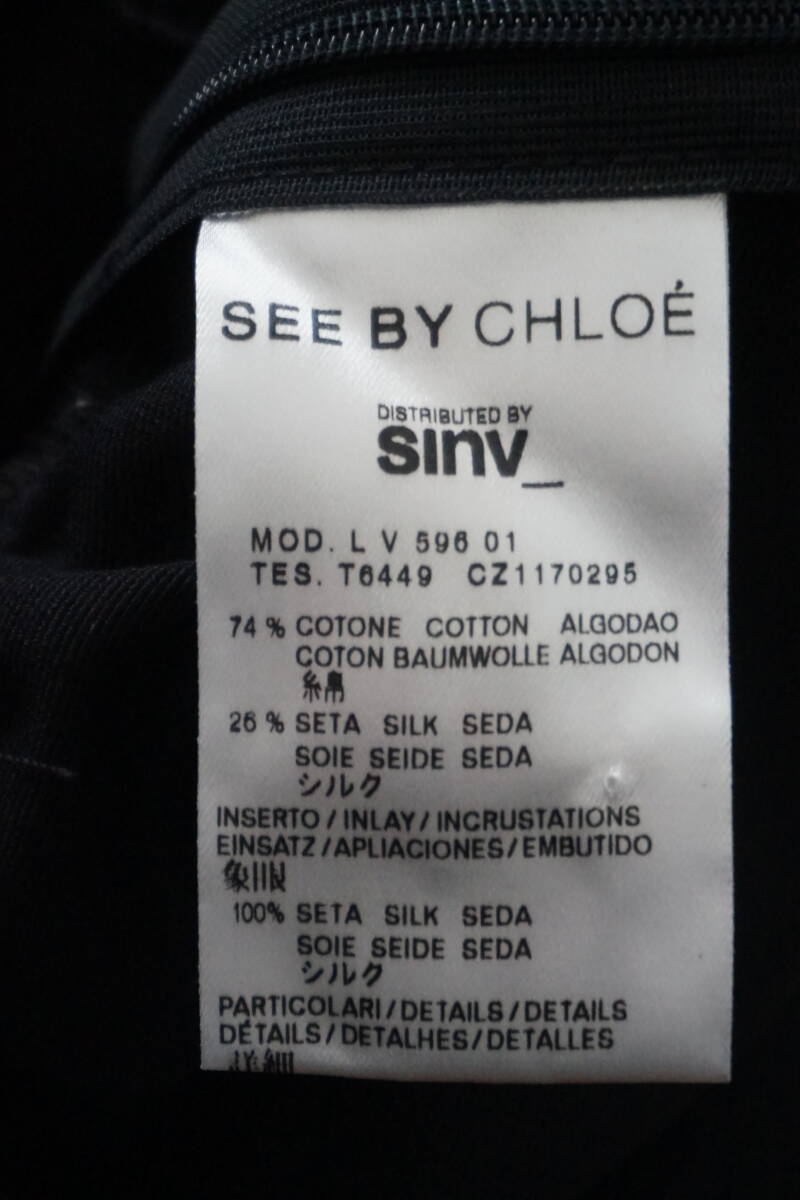 SEE BY CHLOÉ
DISTRIBUTED BY
sinv_
MOD. L V 596 01
TES. T6449 CZ1170295
74 % COTONE COTTON ALGODAO
COTON BAUMWOLLE ALGODON
26 % SETA SILK SEDA
SOIE SEIDE SEDA
シルク
INSERTO / INLAY / INCRUSTATIONS
EINSATZ / APLIACIONES / EMBUTIDO
100% SETA SILK SEDA
SOIE SEIDE SEDA
シルク
PARTICOLARI / DETAILS / DETAILS
DÉTAILS / DETALHES / DETALLES